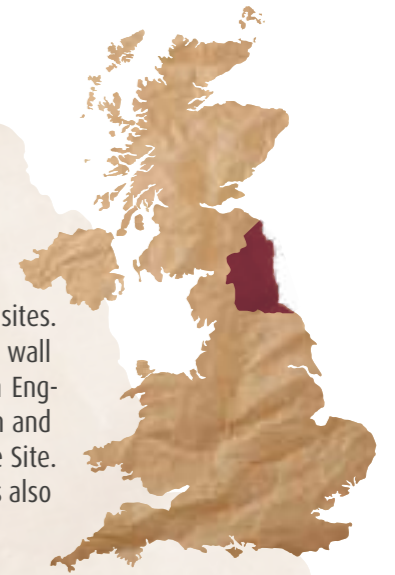 sites.
wall
Eng-
and
Site.
also